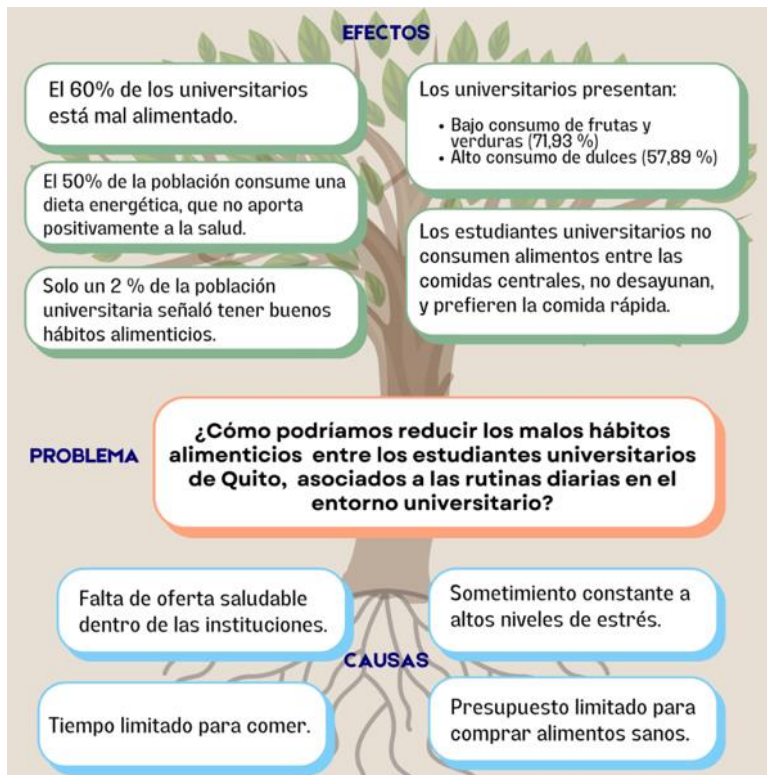 EFECTOS
El 60% de los universitarios
está mal alimentado.
El 50% de la población consume una
dieta energética, que no aporta
positivamente a la salud.
Solo un 2 % de la población
universitaria señaló tener buenos
hábitos alimenticios.
Los universitarios presentan:
• Bajo consumo de frutas y
verduras (71,93 %)
• Alto consumo de dulces (57,89 %)
Los estudiantes universitarios no
consumen alimentos entre las
comidas centrales, no desayunan,
y prefieren la comida rápida.
PROBLEMA
¿Cómo podríamos reducir los malos hábitos
alimenticios entre los estudiantes universitarios
de Quito, asociados a las rutinas diarias en el
entorno universitario?
Falta de oferta saludable
dentro de las instituciones.
Sometimiento constante a
altos niveles de estrés.
CAUSAS
Tiempo limitado para comer.
Presupuesto limitado para
comprar alimentos sanos.